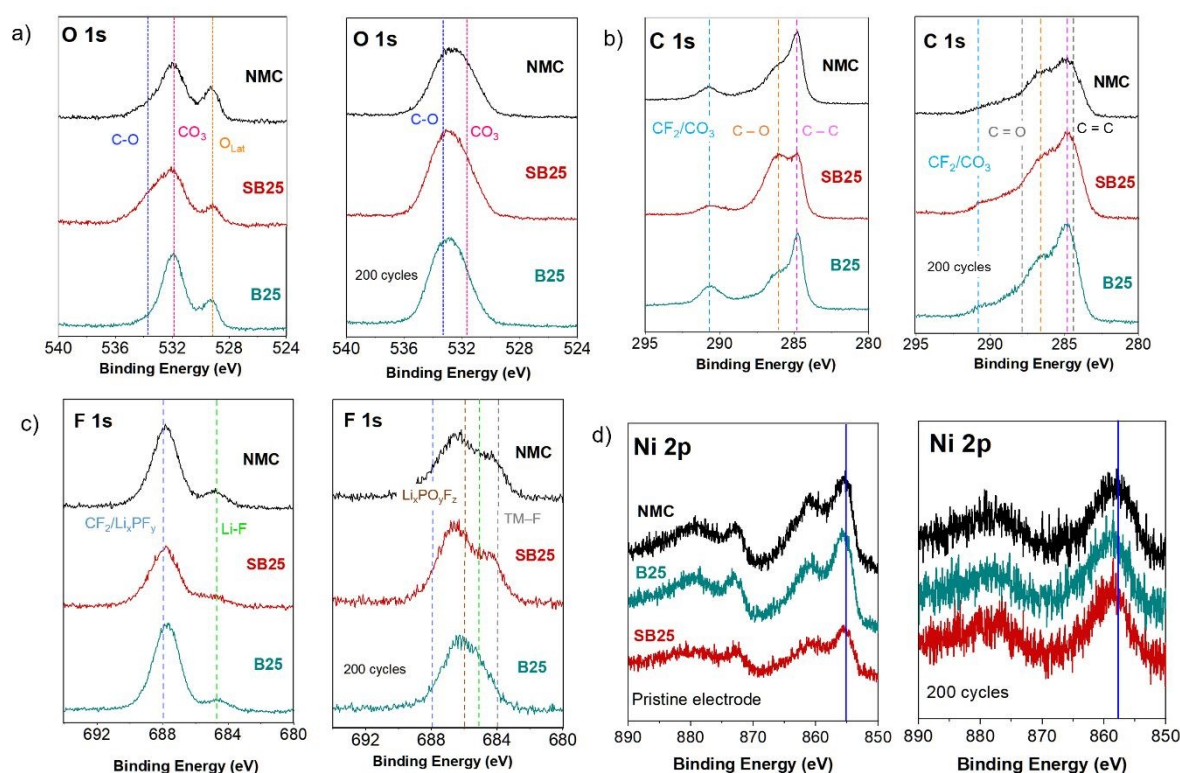 a)
O 1s
NMC
C-O
CO3
OLat
SB25
B25
540 536 532 528 524
Binding Energy (eV)
O 1s
NMC
C-O
CO3
SB25
200 cycles
B25
540 536 532 528 524
Binding Energy (eV)
b)
C 1s
NMC
CF2/CO3
C – O
C – C
SB25
B25
295 290 285 280
Binding Energy (eV)
C 1s
NMC
C = O
C = C
CF2/CO3
SB25
B25
200 cycles
295 290 285 280
Binding Energy (eV)
c)
F 1s
NMC
CF2/LixPFy
Li-F
SB25
B25
692 688 684 680
Binding Energy (eV)
F 1s
NMC
LixPOyFz
TM–F
SB25
200 cycles
B25
692 688 684 680
Binding Energy (eV)
d)
Ni 2p
NMC
B25
SB25
Pristine electrode
890 880 870 860 850
Binding Energy (eV)
Ni 2p
200 cycles
890 880 870 860 850
Binding Energy (eV)